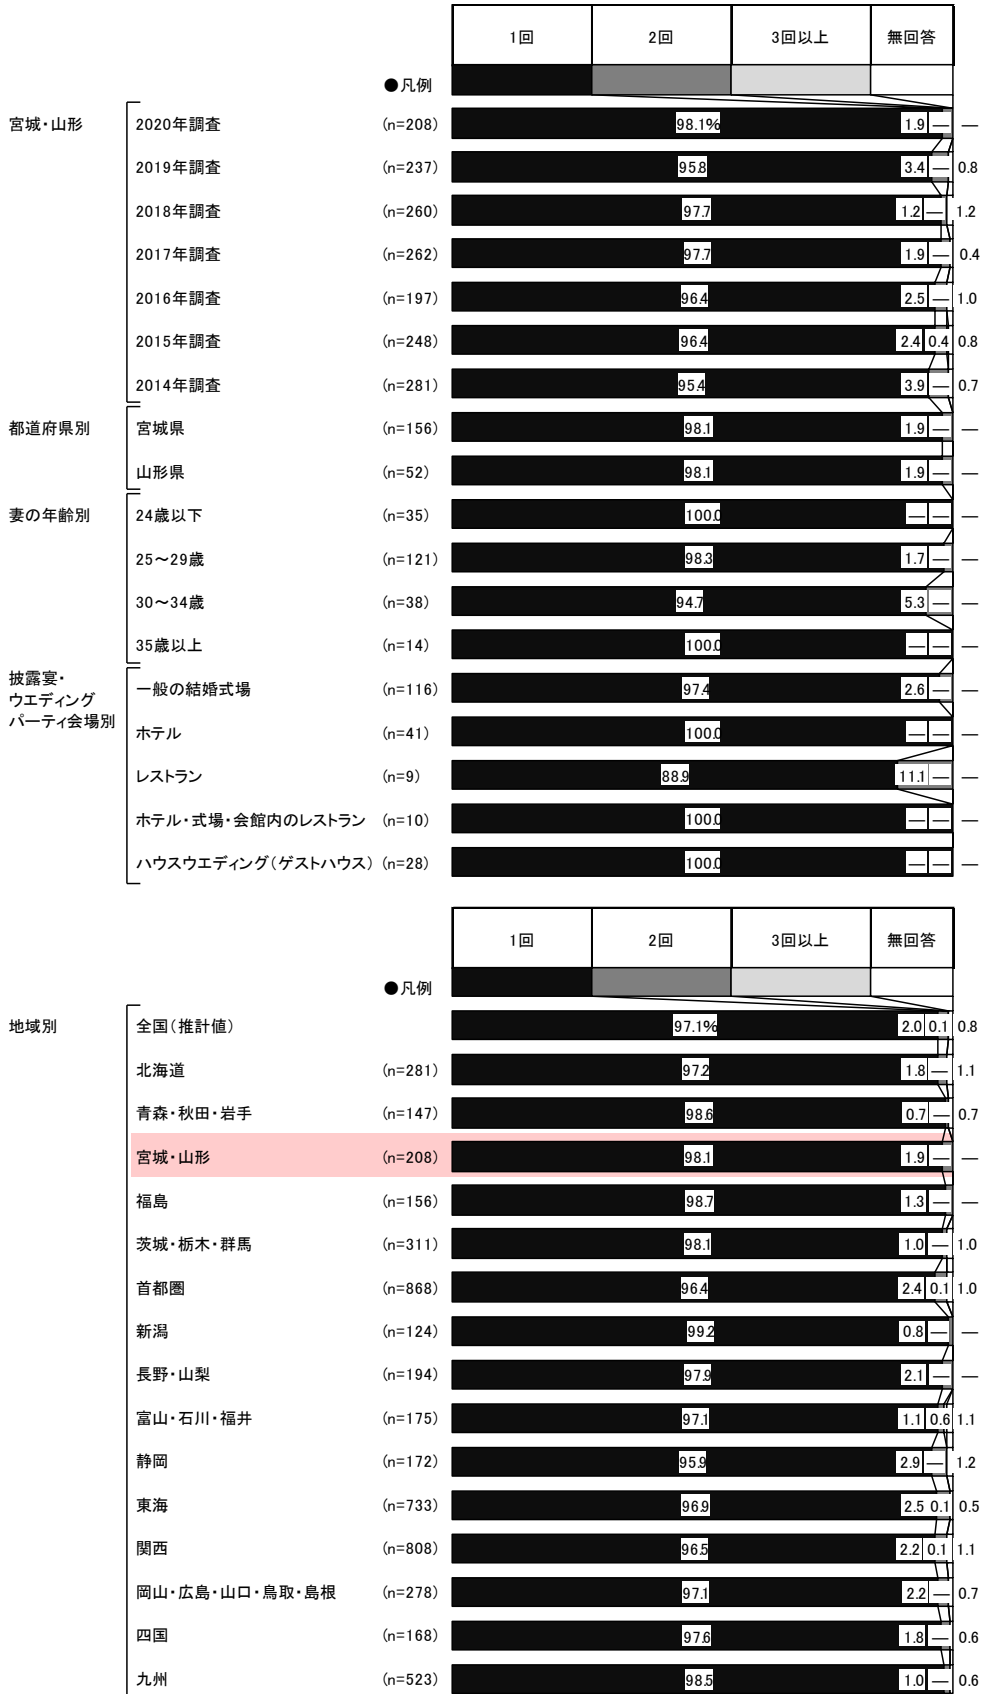 1回 2回 3回以上 無回答
●凡例
宮城・山形 2020年調査 (n=208) 98.1% 1.9 — —
2019年調査 (n=237) 95.8 3.4 — 0.8
2018年調査 (n=260) 97.7 1.2 — 1.2
2017年調査 (n=262) 97.7 1.9 — 0.4
2016年調査 (n=197) 96.4 2.5 — 1.0
2015年調査 (n=248) 96.4 2.4 0.4 0.8
2014年調査 (n=281) 95.4 3.9 — 0.7
都道府県別 宮城県 (n=156) 98.1 1.9 — —
山形県 (n=52) 98.1 1.9 — —
妻の年齢別 24歳以下 (n=35) 100.0 — — —
25～29歳 (n=121) 98.3 1.7 — —
30～34歳 (n=38) 94.7 5.3 — —
35歳以上 (n=14) 100.0 — — —
披露宴・
ウエディング
パーティ会場別
一般の結婚式場 (n=116) 97.4 2.6 — —
ホテル (n=41) 100.0 — — —
レストラン (n=9) 88.9 11.1 — —
ホテル・式場・会館内のレストラン (n=10) 100.0 — — —
ハウスウエディング(ゲストハウス) (n=28) 100.0 — — —
1回 2回 3回以上 無回答
●凡例
地域別 全国(推計値) 97.1% 2.0 0.1 0.8
北海道 (n=281) 97.2 1.8 — 1.1
青森・秋田・岩手 (n=147) 98.6 0.7 — 0.7
宮城・山形 (n=208) 98.1 1.9 — —
福島 (n=156) 98.7 1.3 — —
茨城・栃木・群馬 (n=311) 98.1 1.0 — 1.0
首都圏 (n=868) 96.4 2.4 0.1 1.0
新潟 (n=124) 99.2 0.8 — —
長野・山梨 (n=194) 97.9 2.1 — —
富山・石川・福井 (n=175) 97.1 1.1 0.6 1.1
静岡 (n=172) 95.9 2.9 — 1.2
東海 (n=733) 96.9 2.5 0.1 0.5
関西 (n=808) 96.5 2.2 0.1 1.1
岡山・広島・山口・鳥取・島根 (n=278) 97.1 2.2 — 0.7
四国 (n=168) 97.6 1.8 — 0.6
九州 (n=523) 98.5 1.0 — 0.6